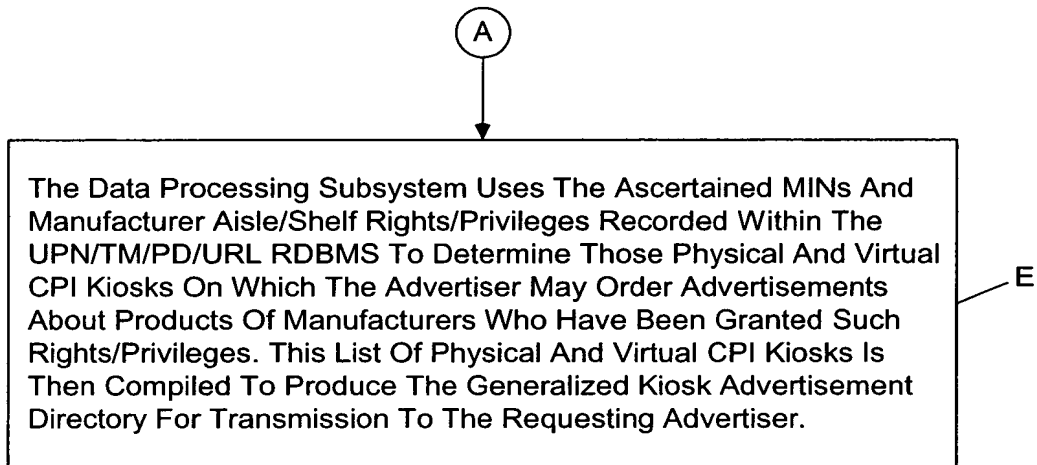 A
The Data Processing Subsystem Uses The Ascertained MINs And
Manufacturer Aisle/Shelf Rights/Privileges Recorded Within The
UPN/TM/PD/URL RDBMS To Determine Those Physical And Virtual
CPI Kiosks On Which The Advertiser May Order Advertisements
About Products Of Manufacturers Who Have Been Granted Such
Rights/Privileges. This List Of Physical And Virtual CPI Kiosks Is
Then Compiled To Produce The Generalized Kiosk Advertisement
Directory For Transmission To The Requesting Advertiser.
E